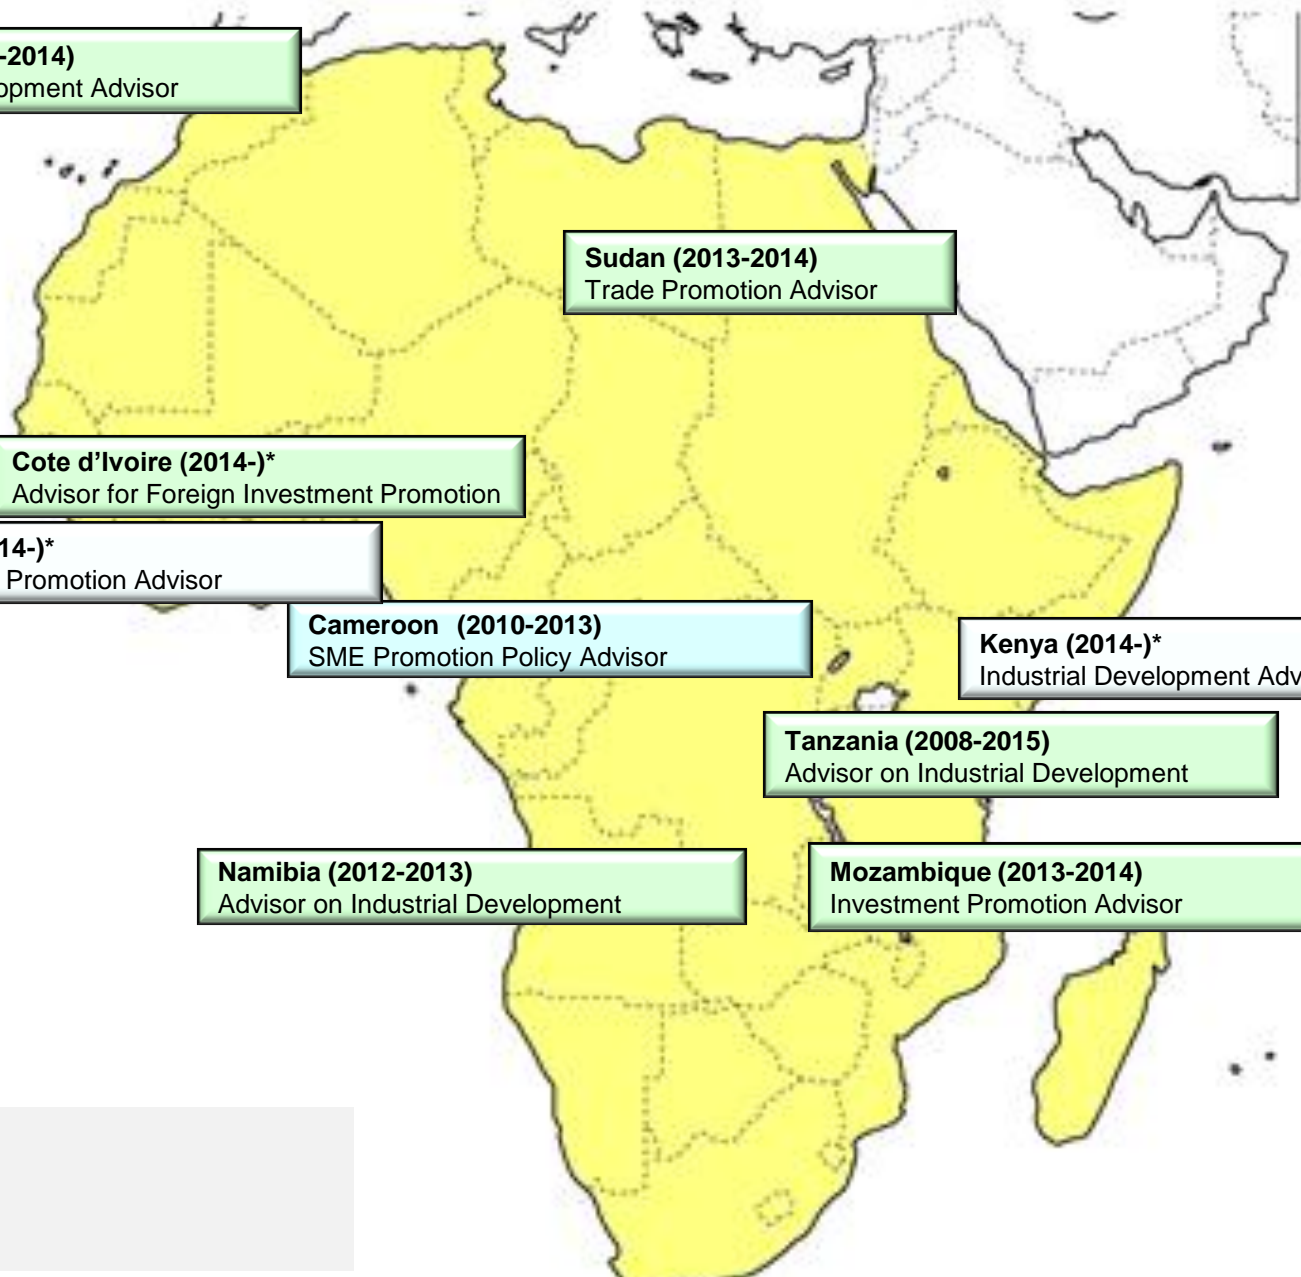 -2014)
opment Advisor
Sudan (2013-2014)
Trade Promotion Advisor
Cote d'Ivoire (2014-)*
Advisor for Foreign Investment Promotion
14-)*
Promotion Advisor
Cameroon (2010-2013)
SME Promotion Policy Advisor
Kenya (2014-)*
Industrial Development Adv
Tanzania (2008-2015)
Advisor on Industrial Development
Namibia (2012-2013)
Advisor on Industrial Development
Mozambique (2013-2014)
Investment Promotion Advisor